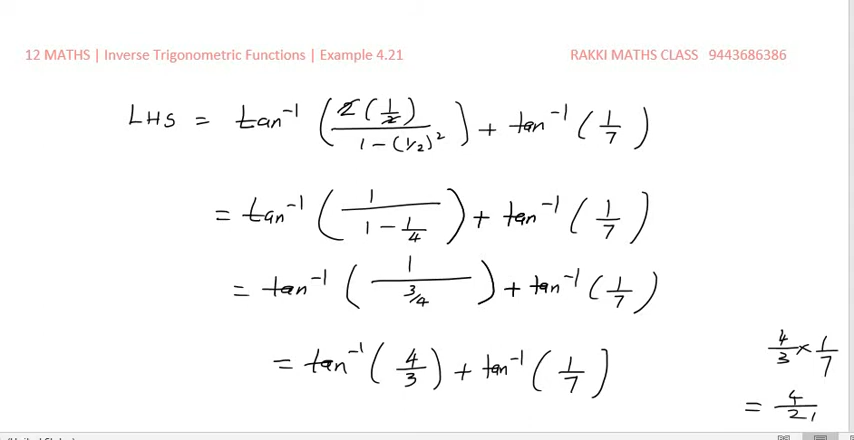 12 MATHS | Inverse Trigonometric Functions | Example 4.21 RAKKI MATHS CLASS 9443686386
LHS = tan⁻¹ (2(1/2) / 1-(1/2)²) + tan⁻¹ (1/7)
= tan⁻¹ (1 / 1-1/4) + tan⁻¹ (1/7)
= tan⁻¹ (1 / 3/4) + tan⁻¹ (1/7)
= tan⁻¹ (4/3) + tan⁻¹ (1/7)
4/3 × 1/7
= 4/21